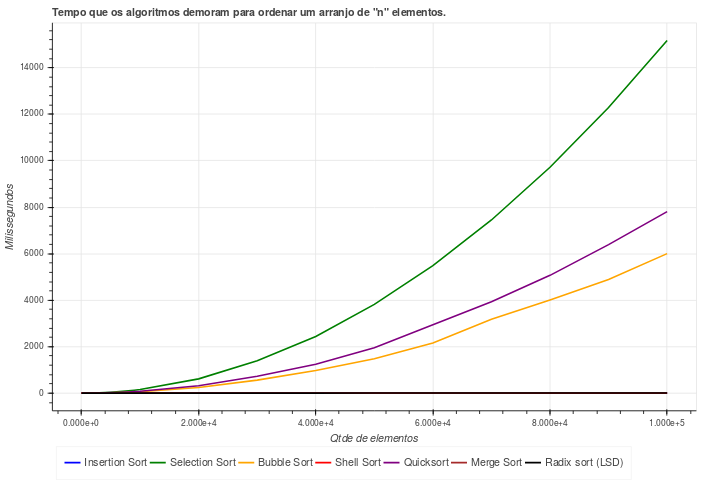 Tempo que os algoritmos demoram para ordenar um arranjo de "n" elementos.
14000
12000
10000
8000
6000
4000
2000
0
Milissegundos
0.000e+0 2.000e+4 4.000e+4 6.000e+4 8.000e+4 1.000e+5
Qtde de elementos
Insertion Sort Selection Sort Bubble Sort Shell Sort Quicksort Merge Sort Radix sort (LSD)